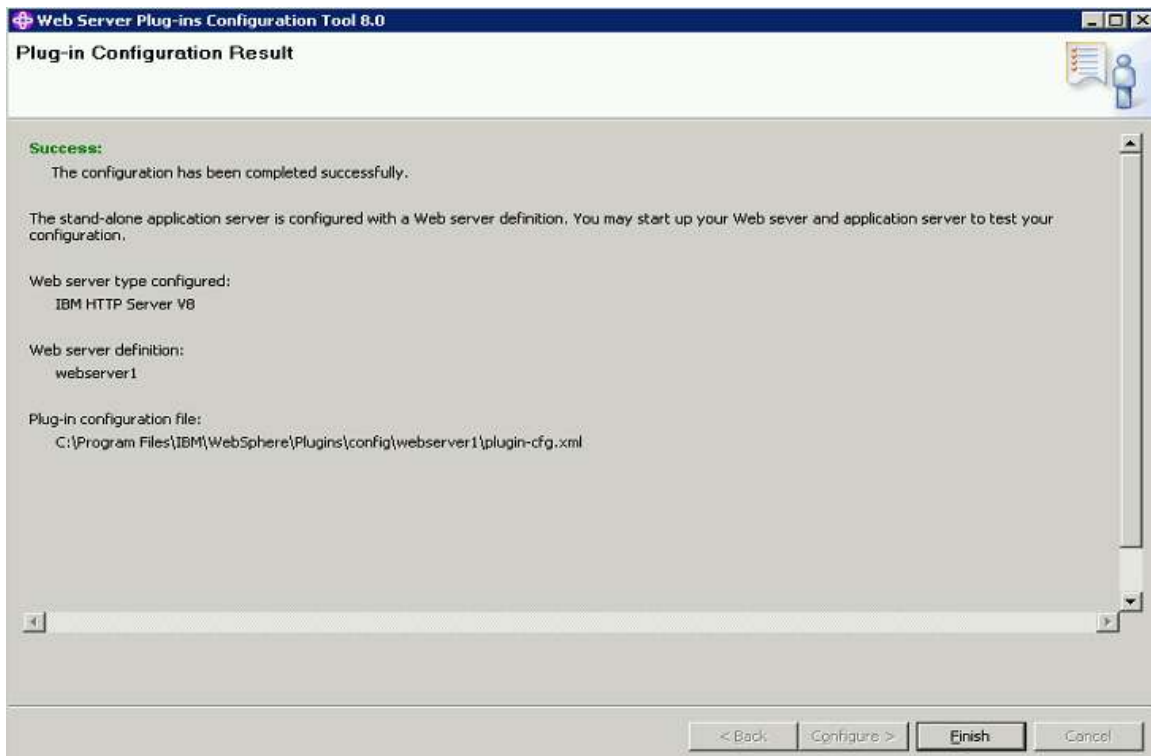 Web Server Plug-ins Configuration Tool 8.0
Plug-in Configuration Result
Success:
The configuration has been completed successfully.
The stand-alone application server is configured with a Web server definition. You may start up your Web sever and application server to test your
configuration.
Web server type configured:
IBM HTTP Server V8
Web server definition:
webserver1
Plug-in configuration file:
C:\Program Files\IBM\WebSphere\Plugins\config\webserver1\plugin-cfg.xml
< Back
Configure >
Finish
Cancel